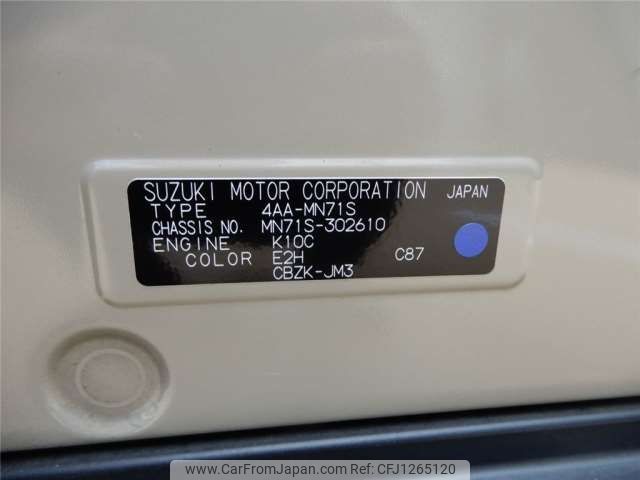 SUZUKI MOTOR CORPORATION JAPAN
TYPE 4AA-MN71S
CHASSIS NO. MN71S-302610
ENGINE K10C
COLOR E2H C87
CBZK-JM3
www.CarFromJapan.com - CFJ1265120